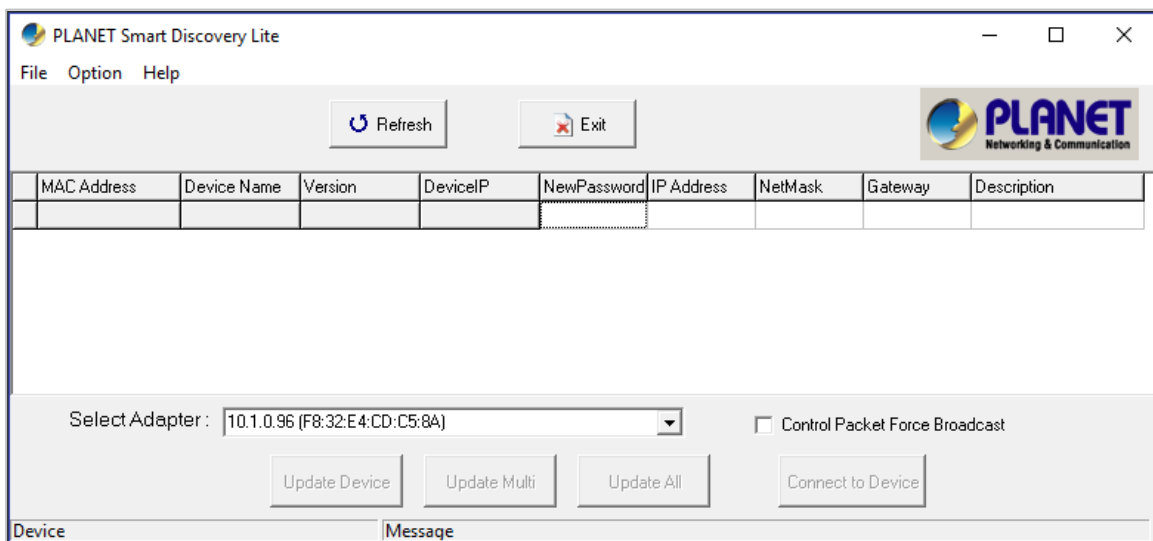 PLANET Smart Discovery Lite
File Option Help
Refresh Exit
PLANET
Networking & Communication
MAC Address Device Name Version DeviceIP NewPassword IP Address NetMask Gateway Description
Select Adapter : 10.1.0.96 (F8:32:E4:CD:C5:8A) Control Packet Force Broadcast
Update Device Update Multi Update All Connect to Device
Device Message